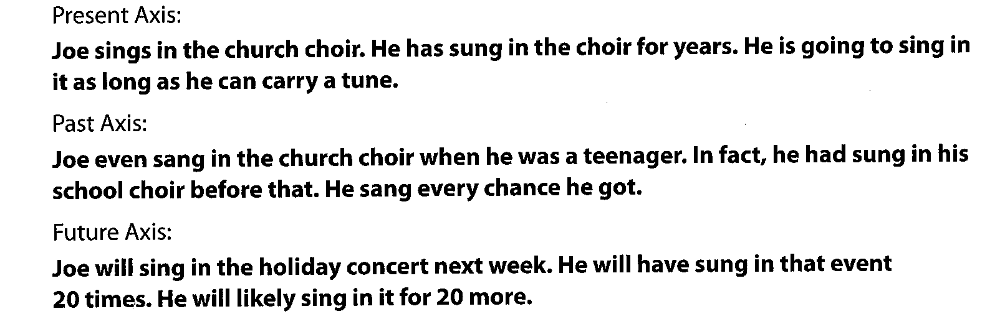 Present Axis:
Joe sings in the church choir. He has sung in the choir for years. He is going to sing in
it as long as he can carry a tune.
Past Axis:
Joe even sang in the church choir when he was a teenager. In fact, he had sung in his
school choir before that. He sang every chance he got.
Future Axis:
Joe will sing in the holiday concert next week. He will have sung in that event
20 times. He will likely sing in it for 20 more.